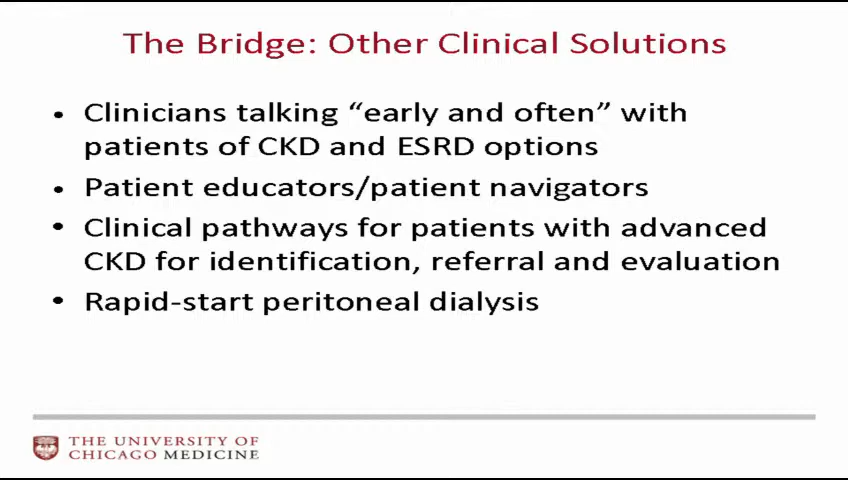 The Bridge: Other Clinical Solutions
• Clinicians talking “early and often” with
patients of CKD and ESRD options
• Patient educators/patient navigators
• Clinical pathways for patients with advanced
CKD for identification, referral and evaluation
• Rapid-start peritoneal dialysis
THE UNIVERSITY OF
CHICAGO MEDICINE